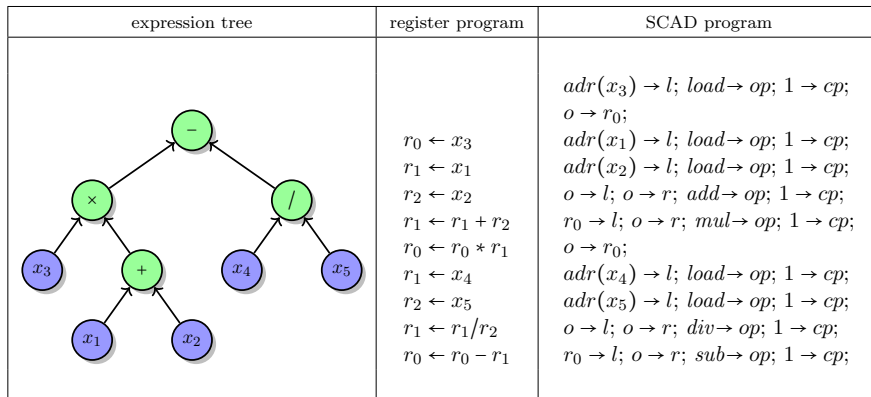 expression tree register program SCAD program
adr(x₃) → l; load → op; 1 → cp;
o → r₀;
r₀ ← x₃ adr(x₁) → l; load → op; 1 → cp;
r₁ ← x₁ adr(x₂) → l; load → op; 1 → cp;
r₂ ← x₂ o → l; o → r; add → op; 1 → cp;
r₁ ← r₁ + r₂ r₀ → l; o → r; mul → op; 1 → cp;
r₀ ← r₀ * r₁ o → r₀;
r₁ ← x₄ adr(x₄) → l; load → op; 1 → cp;
r₂ ← x₅ adr(x₅) → l; load → op; 1 → cp;
r₁ ← r₁/r₂ o → l; o → r; div → op; 1 → cp;
r₀ ← r₀ − r₁ r₀ → l; o → r; sub → op; 1 → cp;
−
× /
x₃ + x₄ x₅
x₁ x₂